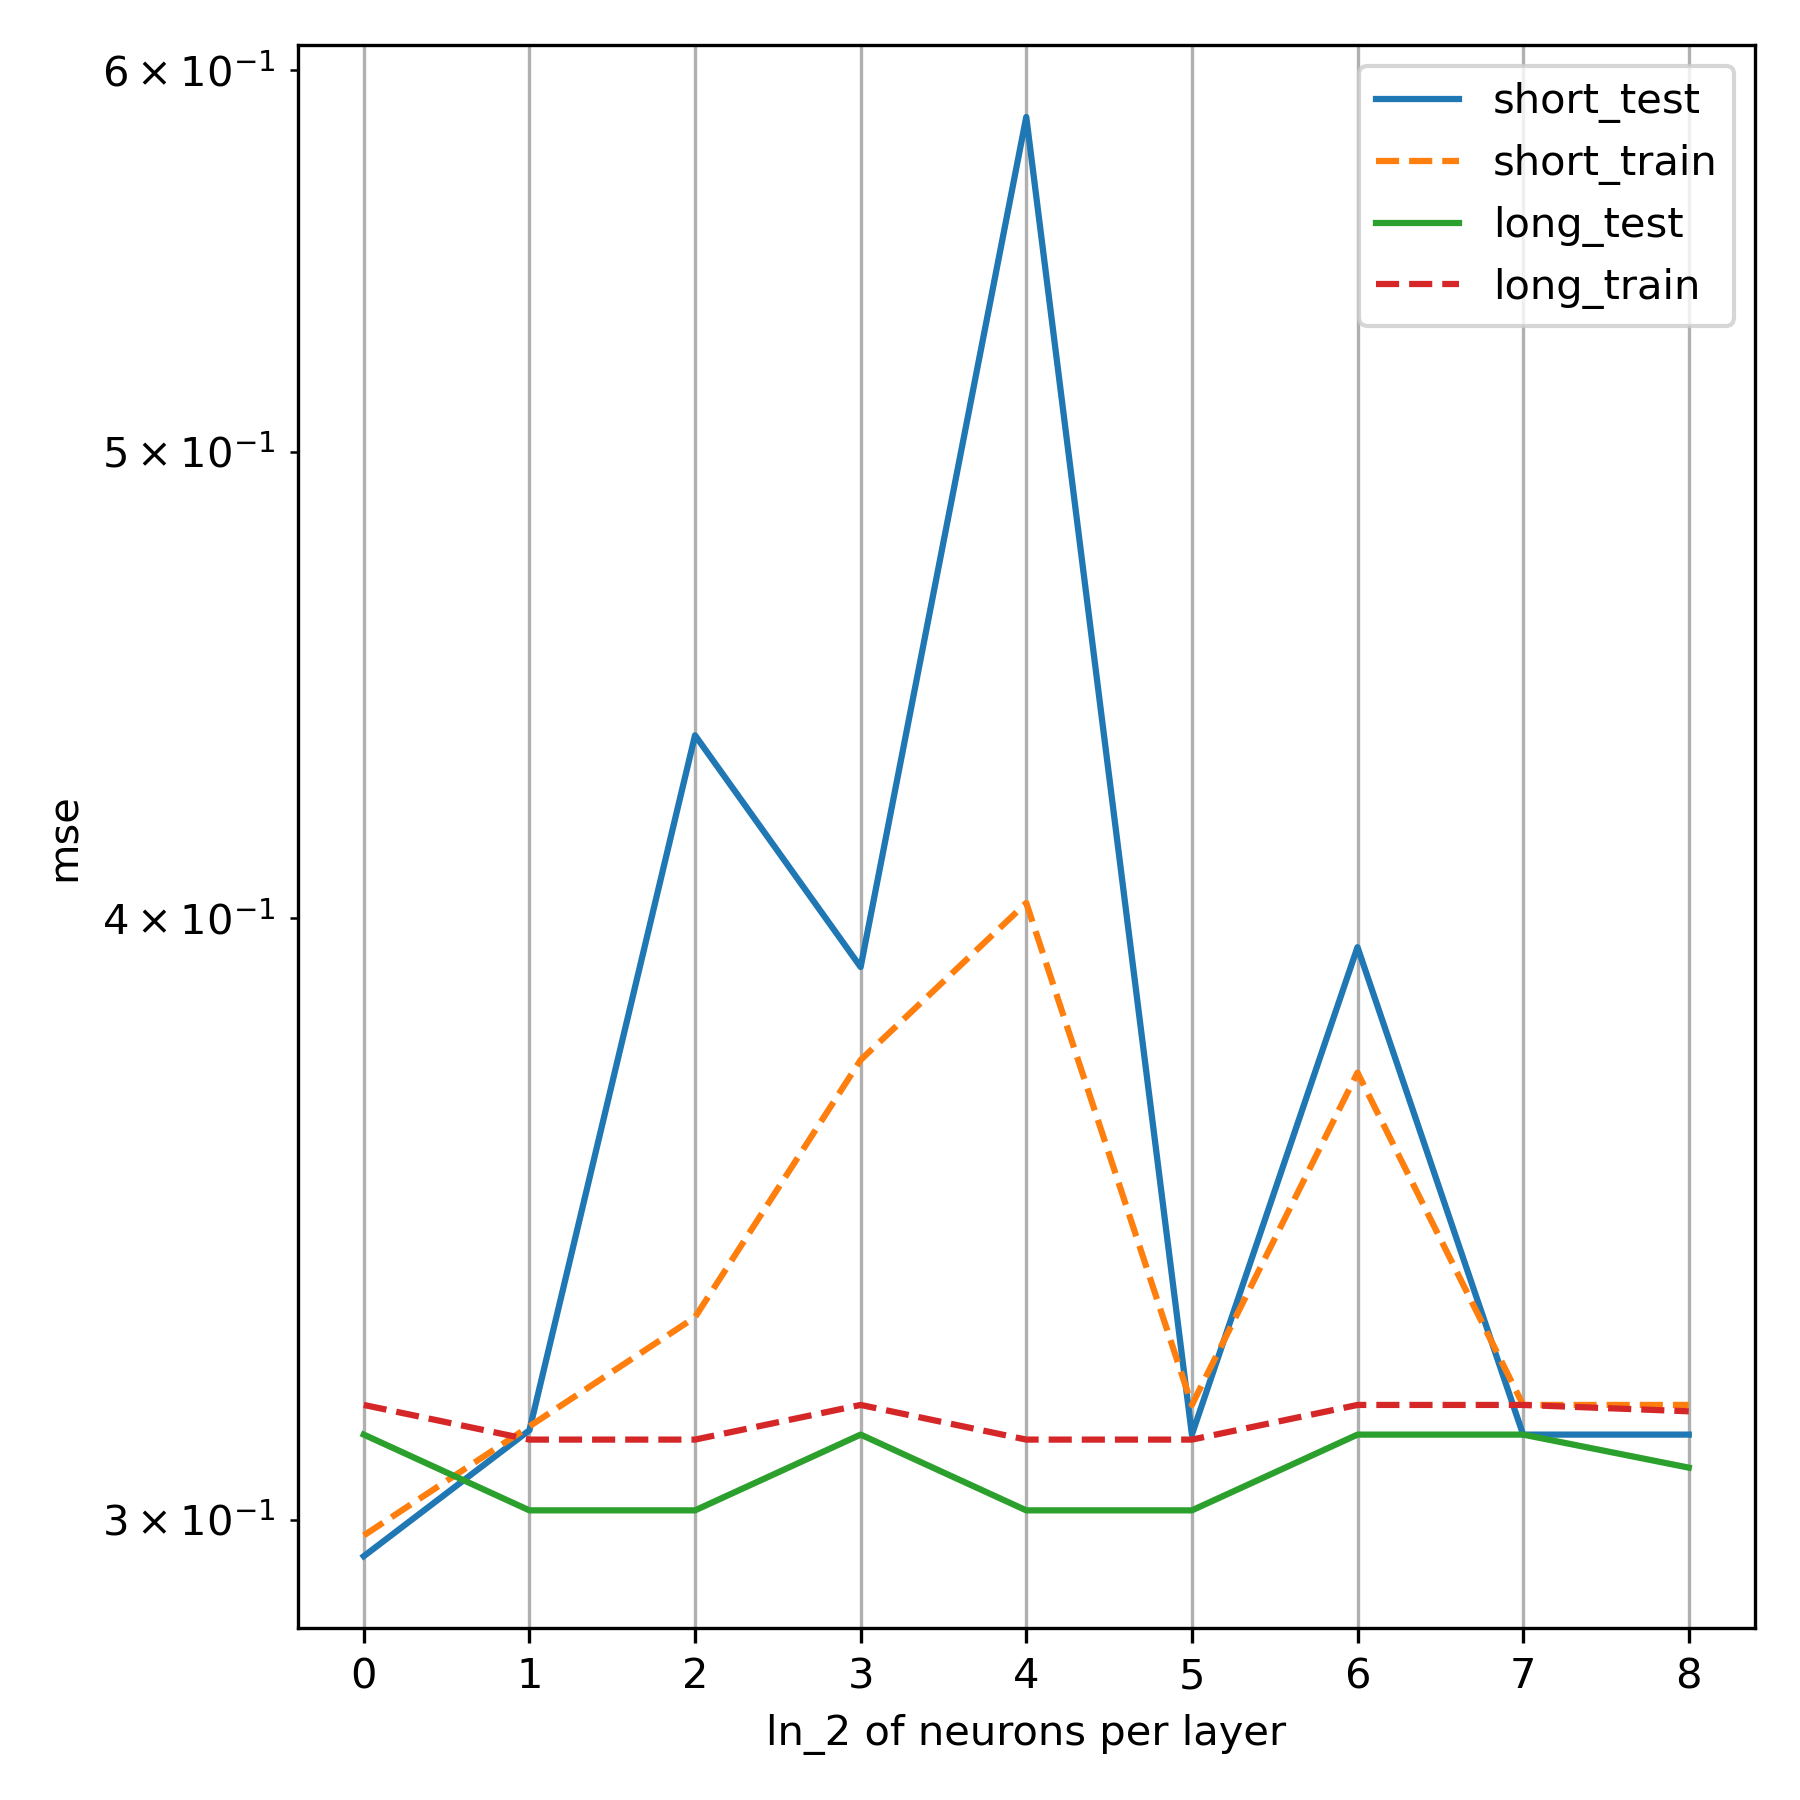 6 × 10⁻¹
5 × 10⁻¹
4 × 10⁻¹
3 × 10⁻¹
mse
short_test
short_train
long_test
long_train
0 1 2 3 4 5 6 7 8
ln_2 of neurons per layer